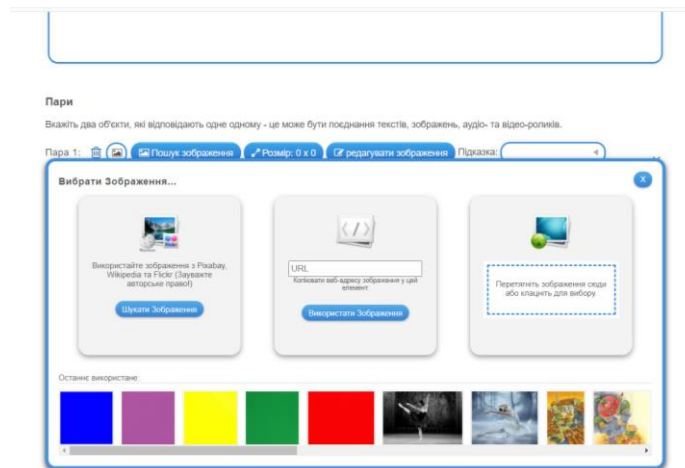 Пари
Вкажіть два об'єкти, які відповідають одне одному - це може бути поєднання текстів, зображень, аудіо- та відео-роликів.
Пара 1: Пошук зображення Розмір: 0 x 0 редагувати зображення Підказка:
Вибрати Зображення... X
Використайте зображення з Pixabay,
Wikipedia та Flickr (Зауважте
авторське право!)
Шукати Зображення
URL
Копіювати веб-адресу зображення у цей
елемент.
Використати Зображення
Перетягніть зображення сюди
або клацніть для вибору.
Останнє використане: